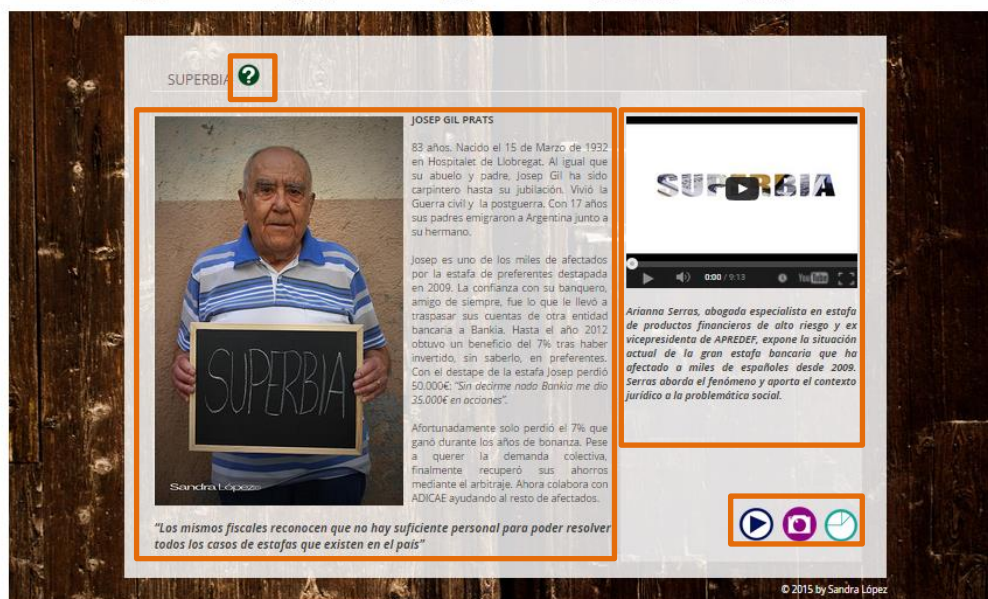 SUPERBIA ?
SUPERBIA
Sandra López©
JOSEP GIL PRATS
83 años. Nacido el 15 de Marzo de 1932
en Hospitalet de Llobregat. Al igual que
su abuelo y padre, Josep Gil ha sido
carpintero hasta su jubilación. Vivió la
Guerra civil y la postguerra. Con 17 años
sus padres emigraron a Argentina junto a
su hermano.
Josep es uno de los miles de afectados
por la estafa de preferentes destapada
en 2009. La confianza con su banquero,
amigo de siempre, fue lo que le llevó a
traspasar sus cuentas de otra entidad
bancaria a Bankia. Hasta el año 2012
obtuvo un beneficio del 7% tras haber
invertido, sin saberlo, en preferentes.
Con el destape de la estafa Josep perdió
50.000€: “Sin decirme nada Bankia me dio
35.000€ en acciones”.
Afortunadamente solo perdió el 7% que
ganó durante los años de bonanza. Pese
a querer la demanda colectiva,
finalmente recuperó sus ahorros
mediante el arbitraje. Ahora colabora con
ADICAE ayudando al resto de afectados.
“Los mismos fiscales reconocen que no hay suficiente personal para poder resolver
todos los casos de estafas que existen en el país”
SUPERBIA
0:00 / 9:13 YouTube
Arianna Serras, abogada especialista en estafa
de productos financieros de alto riesgo y ex
vicepresidenta de APREDEF, expone la situación
actual de la gran estafa bancaria que ha
afectado a miles de españoles desde 2009.
Serras aborda el fenómeno y aporta el contexto
jurídico a la problemática social.
© 2015 by Sandra López